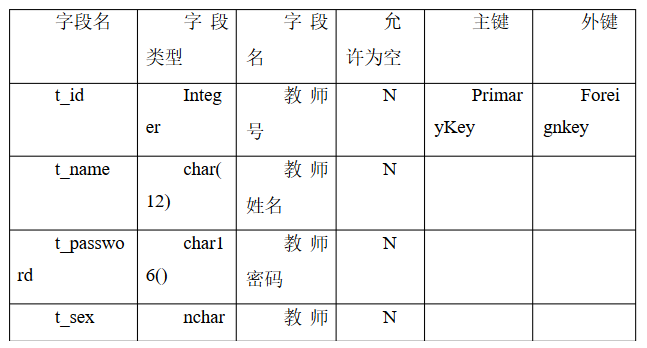 字段名 字段类型 字段名 允许为空 主键 外键
t_id Integer 教师号 N PrimaryKey Foreignkey
t_name char(12) 教师姓名 N
t_password char16() 教师密码 N
t_sex nchar 教师 N